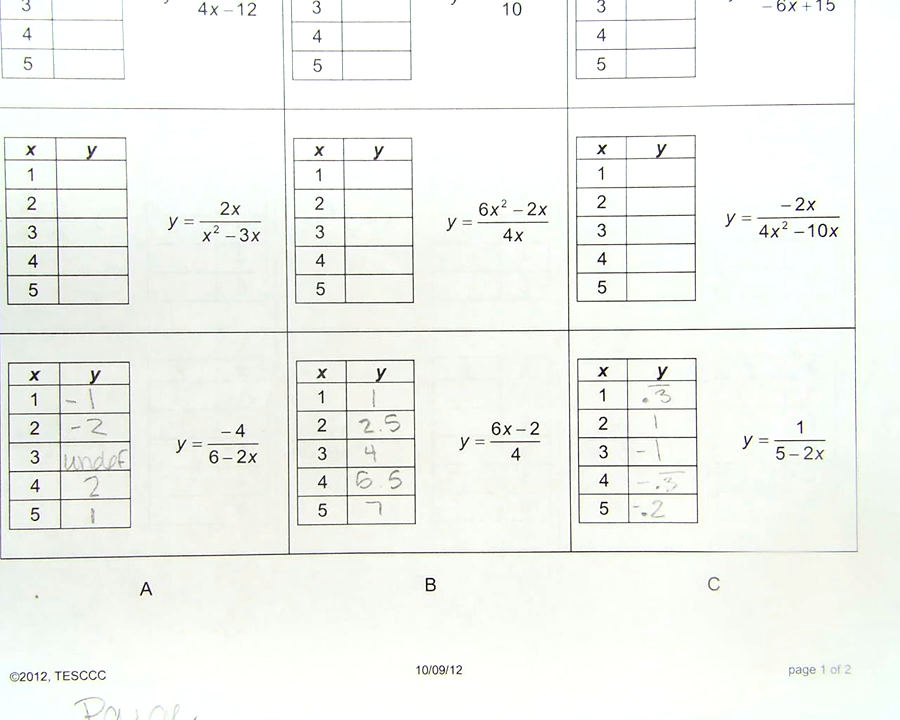 3 4x – 12 3 10 3 – 6x + 15
4 4 4
5 5 5
x y x y x y
1 1 1
2 2 2
y = 2x / (x² – 3x) y = (6x² – 2x) / 4x y = – 2x / (4x² – 10x)
3 3 3
4 4 4
5 5 5
x y x y x y
1 -1 1 1 1 .3̅
2 -2 2 2.5 2 1
y = – 4 / (6 – 2x) y = (6x – 2) / 4 y = 1 / (5 – 2x)
3 undef 3 4 3 -1
4 2 4 5.5 4 -.3̅
5 1 5 7 5 -.2
A B C
©2012, TESCCC 10/09/12 page 1 of 2